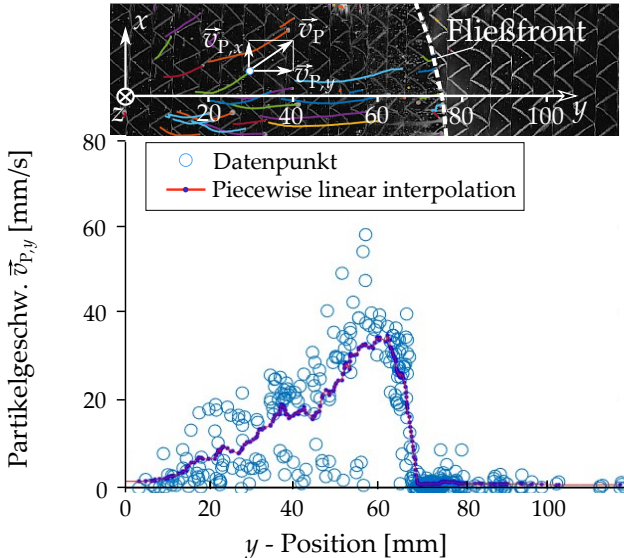 x
v⃗P,x
v⃗P
Fließfront
v⃗P,y
z
20 40 60 80 100 y
80
60
40
20
0
Datenpunkt
Piecewise linear interpolation
Partikelgeschw. v⃗P,y [mm/s]
0 20 40 60 80 100
y - Position [mm]